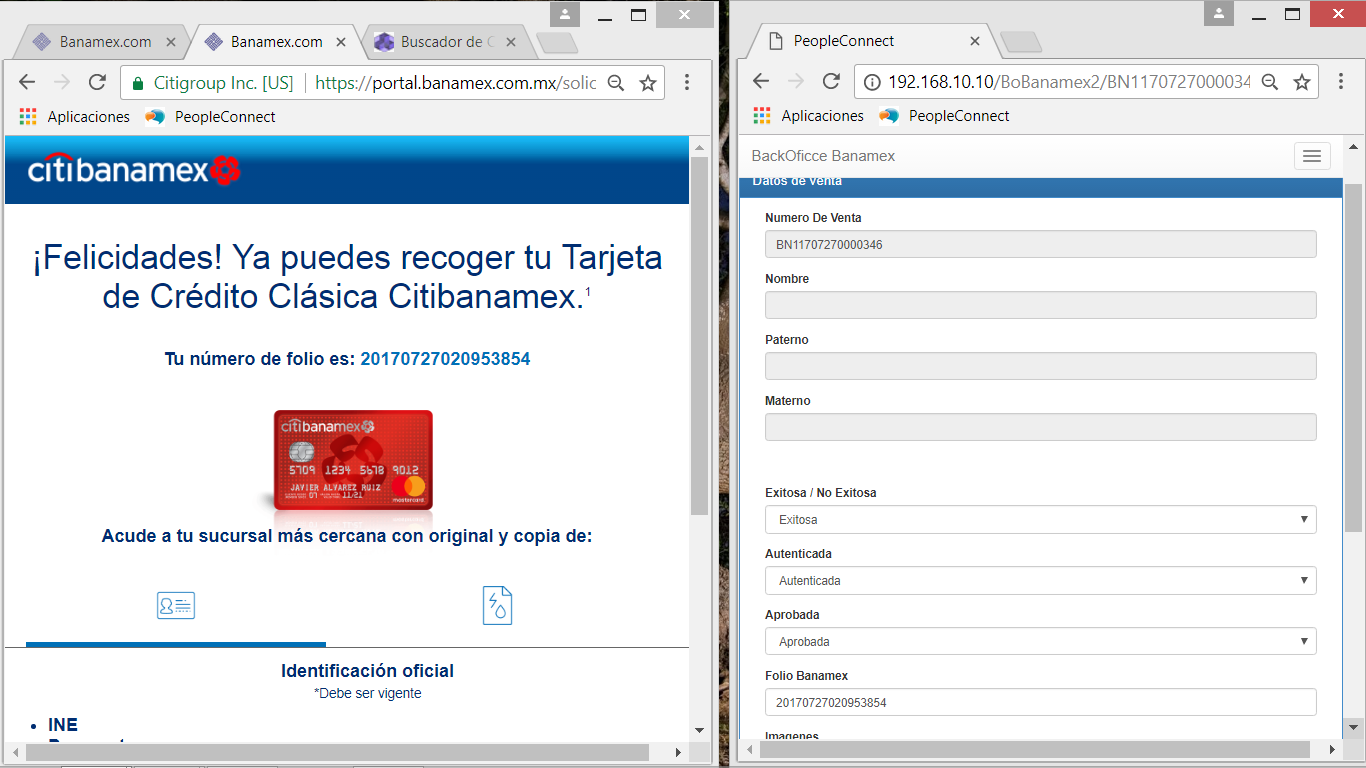 Banamex.com
Banamex.com
Buscador de C
Citigroup Inc. [US]
https://portal.banamex.com.mx/solic
Aplicaciones
PeopleConnect
citibanamex
¡Felicidades! Ya puedes recoger tu Tarjeta
de Crédito Clásica Citibanamex.1
Tu número de folio es: 20170727020953854
citibanamex
5709 1234 5678 9012
JAVIER ALVAREZ RUIZ
07 11/21
mastercard
Acude a tu sucursal más cercana con original y copia de:
Identificación oficial
*Debe ser vigente
• INE
PeopleConnect
192.168.10.10/BoBanamex2/BN1170727000034
Aplicaciones
PeopleConnect
BackOficce Banamex
Datos de venta
Numero De Venta
BN11707270000346
Nombre
Paterno
Materno
Exitosa / No Exitosa
Exitosa
Autenticada
Autenticada
Aprobada
Aprobada
Folio Banamex
20170727020953854
Imagenes